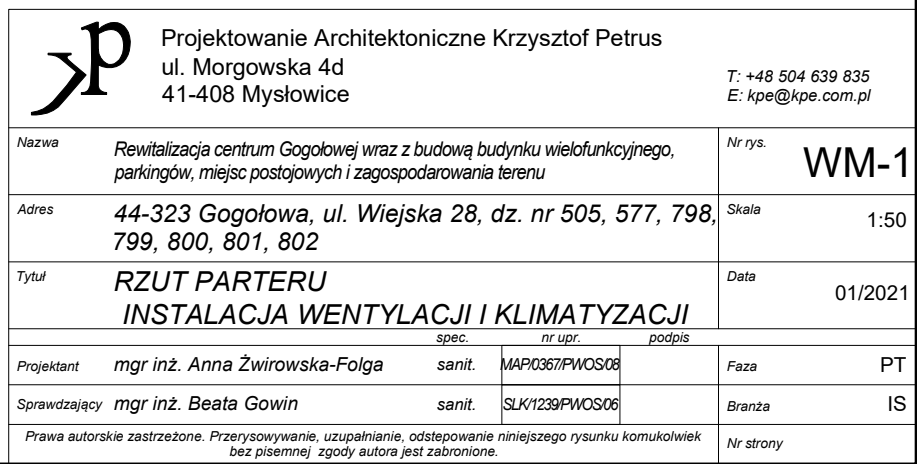 kp
Projektowanie Architektoniczne Krzysztof Petrus
ul. Morgowska 4d
41-408 Mysłowice
T: +48 504 639 835
E: kpe@kpe.com.pl
Nazwa
Rewitalizacja centrum Gogołowej wraz z budową budynku wielofunkcyjnego,
parkingów, miejsc postojowych i zagospodarowania terenu
Nr rys.
WM-1
Adres
44-323 Gogołowa, ul. Wiejska 28, dz. nr 505, 577, 798,
799, 800, 801, 802
Skala
1:50
Tytuł
RZUT PARTERU
INSTALACJA WENTYLACJI I KLIMATYZACJI
Data
01/2021
spec. nr upr. podpis
Projektant mgr inż. Anna Żwirowska-Folga sanit. MAP/0367/PWOS/08
Faza PT
Sprawdzający mgr inż. Beata Gowin sanit. SLK/1239/PWOS/06
Branża IS
Prawa autorskie zastrzeżone. Przerysowywanie, uzupałnianie, odstepowanie niniejszego rysunku komukolwiek
bez pisemnej zgody autora jest zabronione.
Nr strony